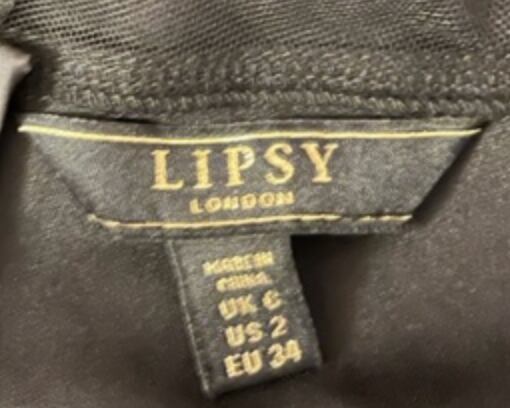 LIPSY
LONDON
MADE IN
CHINA
UK 6
US 2
EU 34